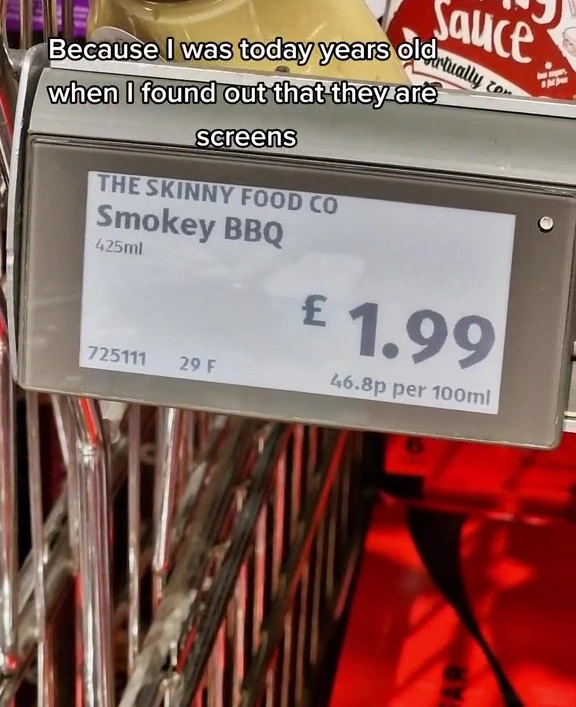 Sauce
Virtually
Because I was today years old
when I found out that they are
screens
THE SKINNY FOOD CO
Smokey BBQ
425ml
£ 1.99
725111 29 F
46.8p per 100ml